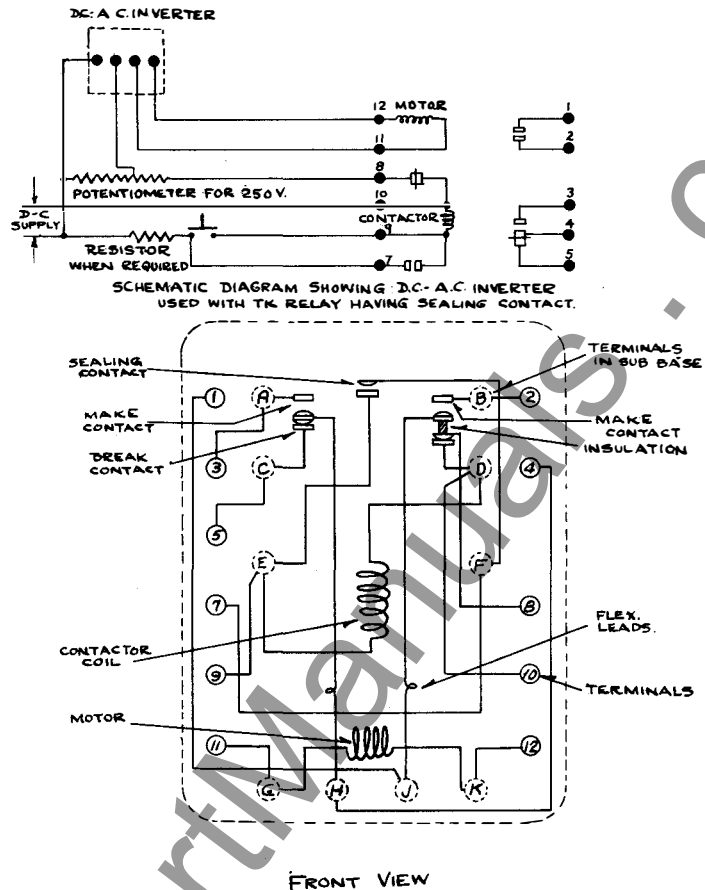 DC-A C. INVERTER
12 MOTOR
1
11
2
8
POTENTIOMETER FOR 250 V.
10
3
D-C
SUPPLY
CONTACTOR
9
4
RESISTOR
WHEN REQUIRED
7
5
SCHEMATIC DIAGRAM SHOWING D.C.- A.C. INVERTER
USED WITH TK RELAY HAVING SEALING CONTACT.
SEALING
CONTACT
TERMINALS
IN SUB BASE
1
A
B
2
MAKE
CONTACT
MAKE
CONTACT
BREAK
CONTACT
INSULATION
3
C
D
4
5
E
F
7
8
FLEX.
LEADS.
CONTACTOR
COIL
9
10
TERMINALS
MOTOR
11
12
G
H
J
K
FRONT VIEW